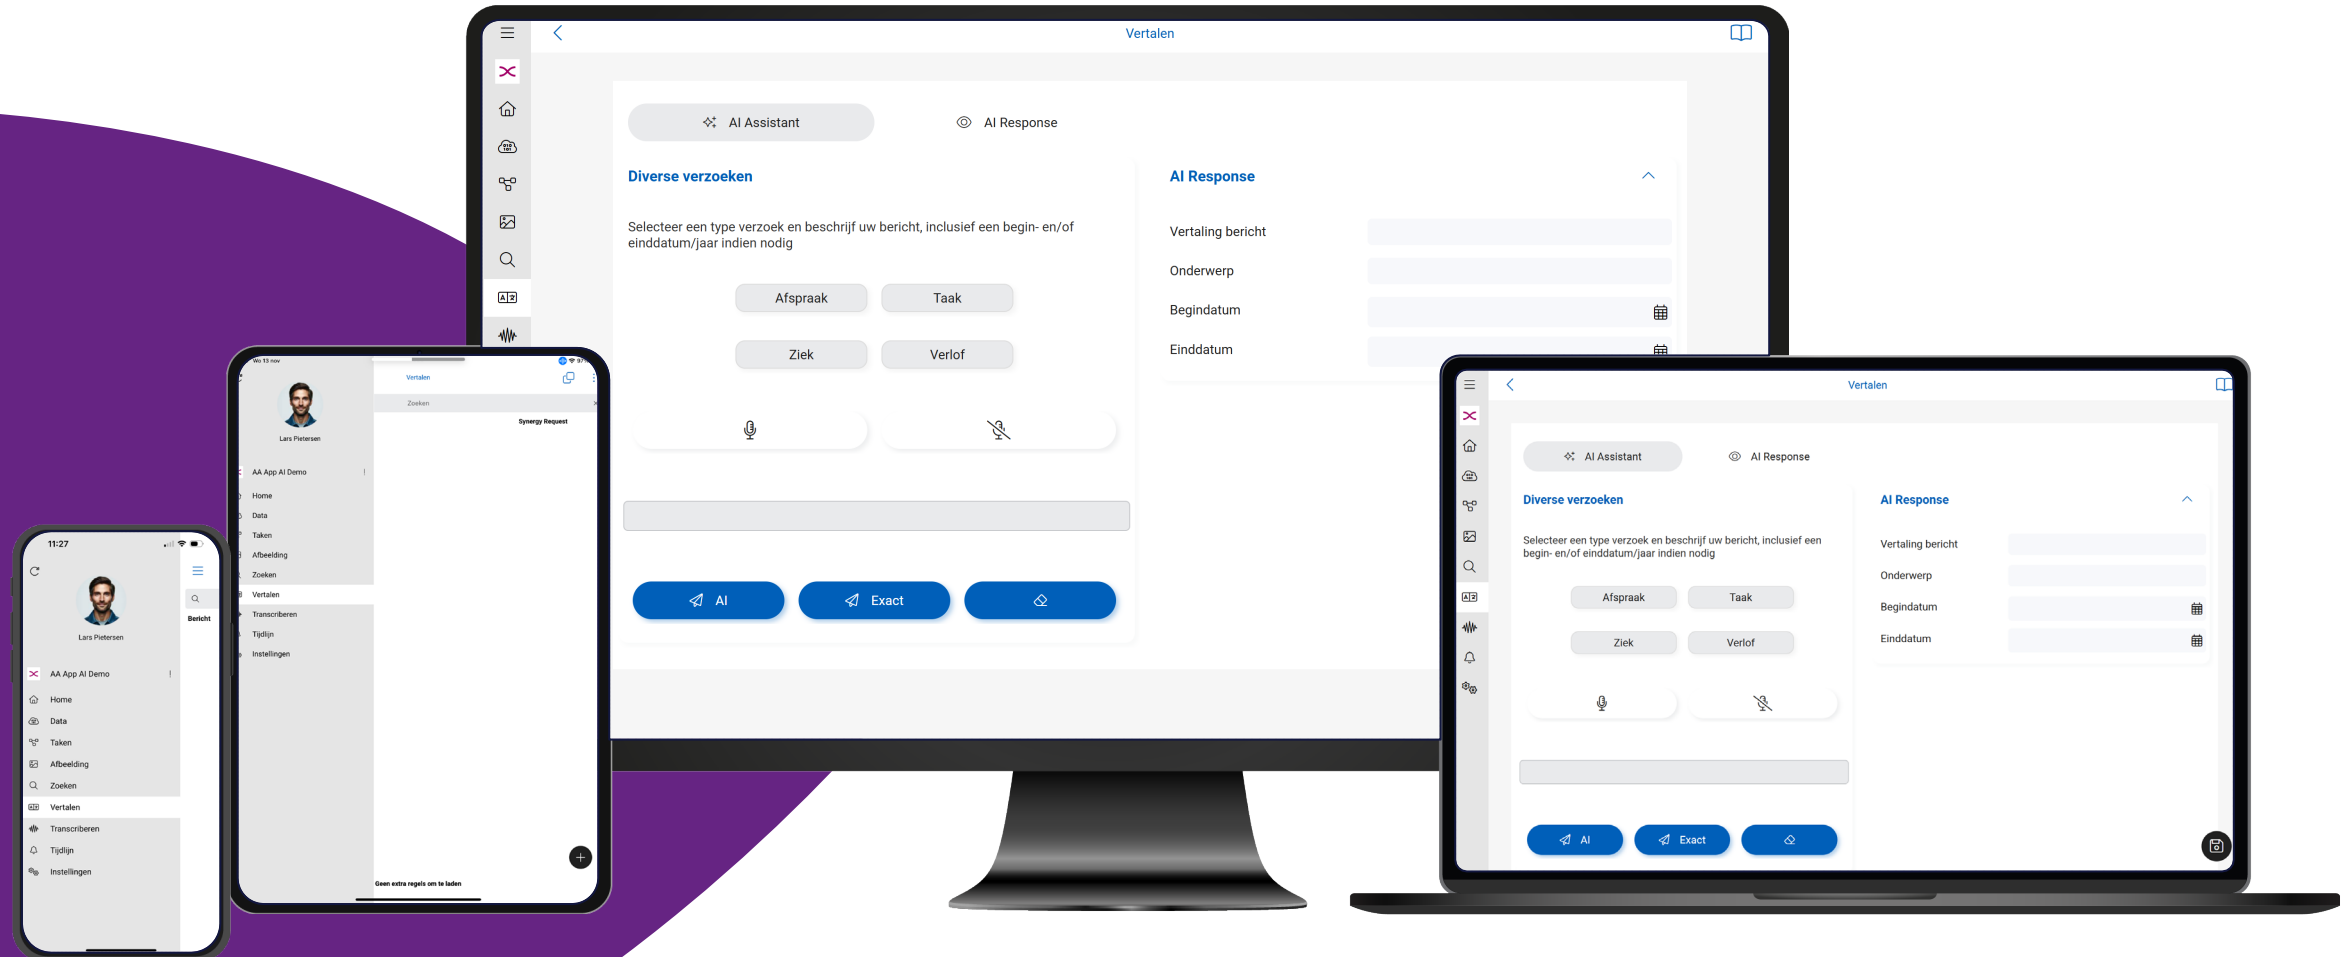 Vertalen
AI Assistant
AI Response
Diverse verzoeken
Selecteer een type verzoek en beschrijf uw bericht, inclusief een begin- en/of
einddatum/jaar indien nodig
Afspraak
Taak
Ziek
Verlof
AI
Exact
AI Response
Vertaling bericht
Onderwerp
Begindatum
Einddatum
Wo 13 nov
97%
Lars Pietersen
AA App AI Demo
Home
Data
Taken
Afbeelding
Zoeken
Vertalen
Transcriberen
Tijdlijn
Instellingen
Vertalen
Zoeken
Synergy Request
Geen extra regels om te laden
11:27
Lars Pietersen
AA App AI Demo
Home
Data
Taken
Afbeelding
Zoeken
Vertalen
Transcriberen
Tijdlijn
Instellingen
Bericht
Vertalen
AI Assistant
AI Response
Diverse verzoeken
Selecteer een type verzoek en beschrijf uw bericht, inclusief een
begin- en/of einddatum/jaar indien nodig
Afspraak
Taak
Ziek
Verlof
AI
Exact
AI Response
Vertaling bericht
Onderwerp
Begindatum
Einddatum